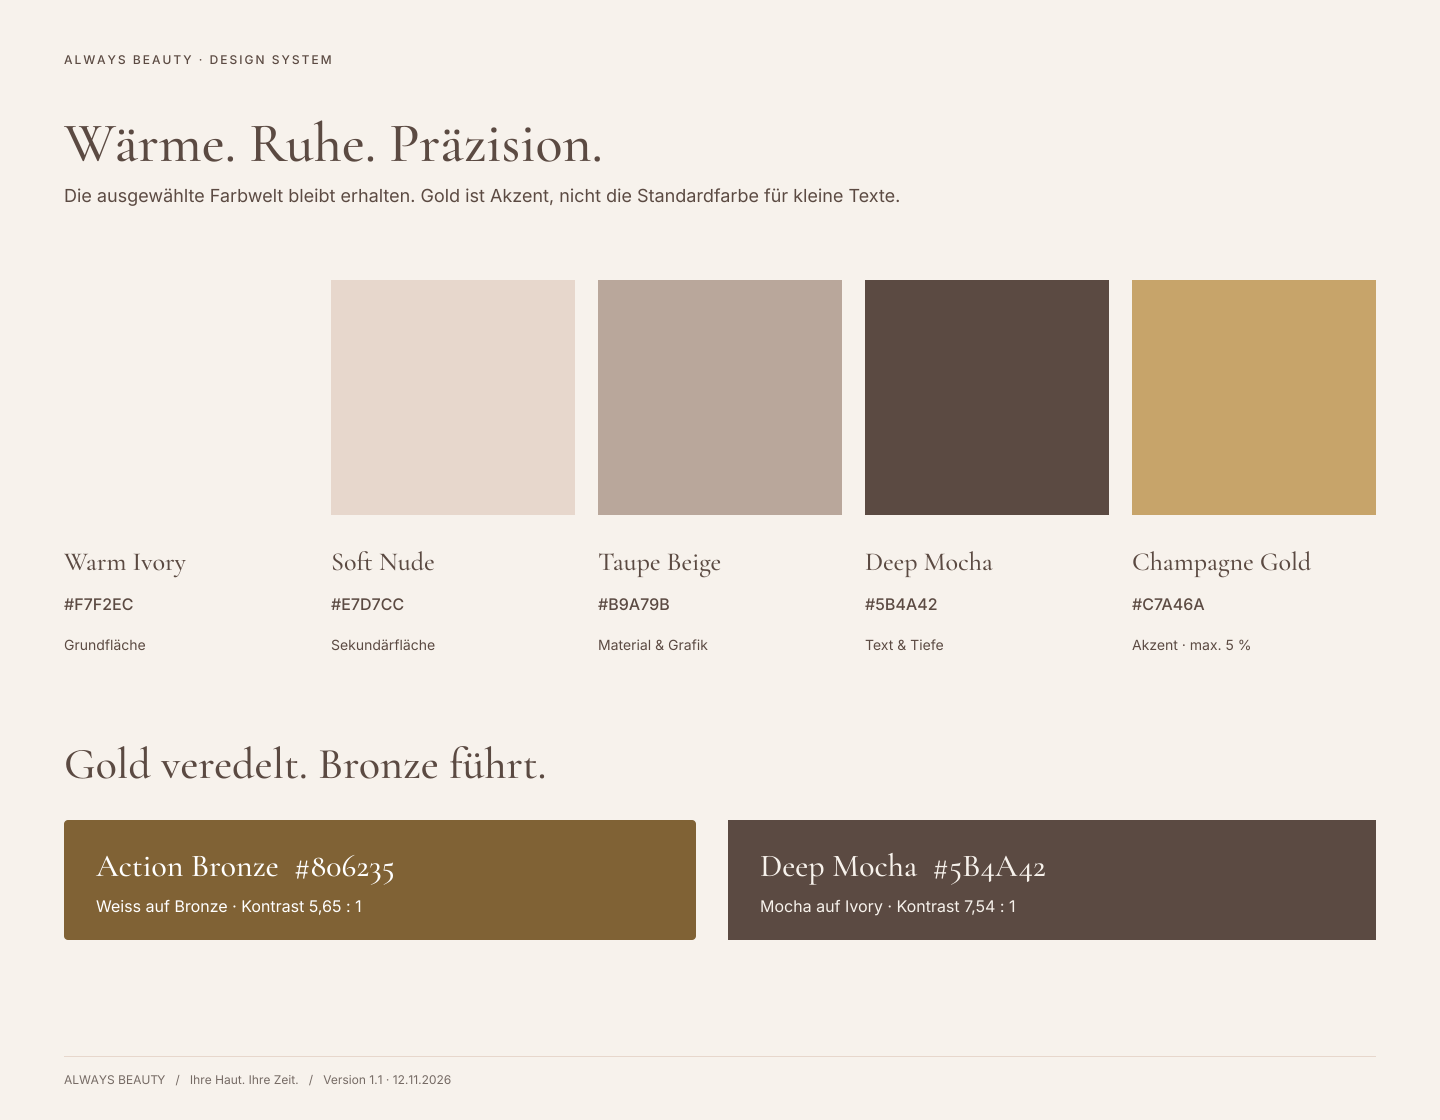 ALWAYS BEAUTY · DESIGN SYSTEM
Wärme. Ruhe. Präzision.
Die ausgewählte Farbwelt bleibt erhalten. Gold ist Akzent, nicht die Standardfarbe für kleine Texte.
Warm Ivory
#F7F2EC
Grundfläche
Soft Nude
#E7D7CC
Sekundärfläche
Taupe Beige
#B9A79B
Material & Grafik
Deep Mocha
#5B4A42
Text & Tiefe
Champagne Gold
#C7A46A
Akzent · max. 5 %
Gold veredelt. Bronze führt.
Action Bronze #806235
Weiss auf Bronze · Kontrast 5,65 : 1
Deep Mocha #5B4A42
Mocha auf Ivory · Kontrast 7,54 : 1
ALWAYS BEAUTY / Ihre Haut. Ihre Zeit. / Version 1.1 · 12.11.2026